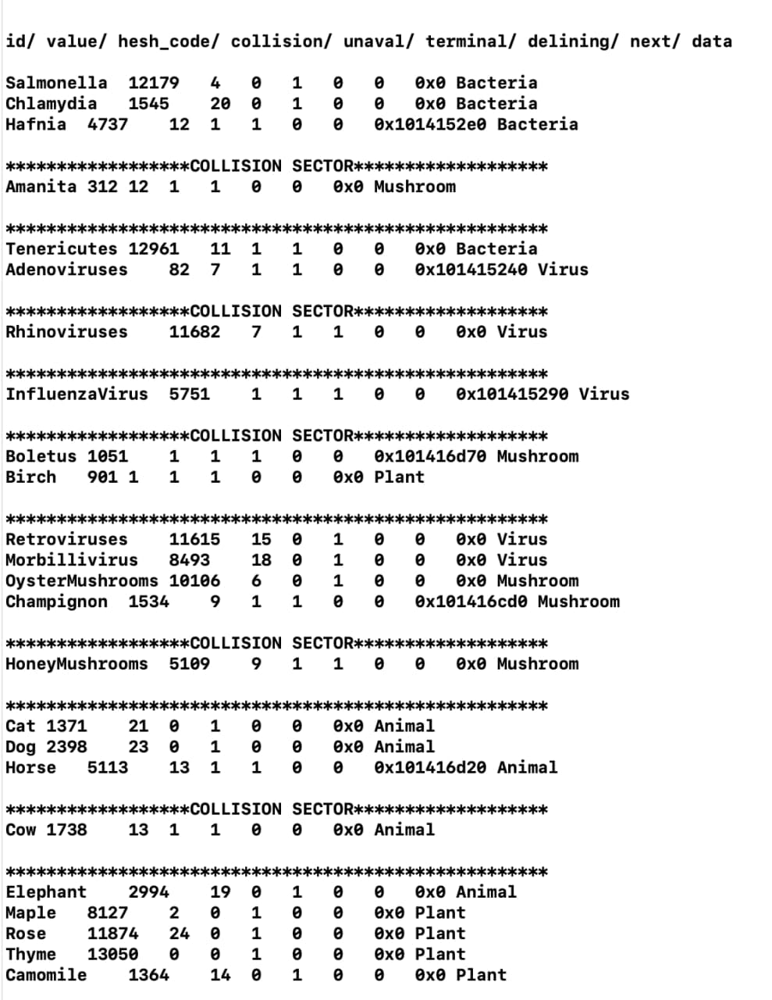 id/ value/ hesh_code/ collision/ unaval/ terminal/ delining/ next/ data
Salmonella 12179 4 0 1 0 0 0x0 Bacteria
Chlamydia 1545 20 0 1 0 0 0x0 Bacteria
Hafnia 4737 12 1 1 0 0 0x1014152e0 Bacteria
******************COLLISION SECTOR*******************
Amanita 312 12 1 1 0 0 0x0 Mushroom
*****************************************************
Tenericutes 12961 11 1 1 0 0 0x0 Bacteria
Adenoviruses 82 7 1 1 0 0 0x101415240 Virus
******************COLLISION SECTOR*******************
Rhinoviruses 11682 7 1 1 0 0 0x0 Virus
*****************************************************
InfluenzaVirus 5751 1 1 1 0 0 0x101415290 Virus
******************COLLISION SECTOR*******************
Boletus 1051 1 1 1 0 0 0x101416d70 Mushroom
Birch 901 1 1 1 0 0 0x0 Plant
*****************************************************
Retroviruses 11615 15 0 1 0 0 0x0 Virus
Morbillivirus 8493 18 0 1 0 0 0x0 Virus
OysterMushrooms 10106 6 0 1 0 0 0x0 Mushroom
Champignon 1534 9 1 1 0 0 0x101416cd0 Mushroom
******************COLLISION SECTOR*******************
HoneyMushrooms 5109 9 1 1 0 0 0x0 Mushroom
*****************************************************
Cat 1371 21 0 1 0 0 0x0 Animal
Dog 2398 23 0 1 0 0 0x0 Animal
Horse 5113 13 1 1 0 0 0x101416d20 Animal
******************COLLISION SECTOR*******************
Cow 1738 13 1 1 0 0 0x0 Animal
*****************************************************
Elephant 2994 19 0 1 0 0 0x0 Animal
Maple 8127 2 0 1 0 0 0x0 Plant
Rose 11874 24 0 1 0 0 0x0 Plant
Thyme 13050 0 0 1 0 0 0x0 Plant
Camomile 1364 14 0 1 0 0 0x0 Plant